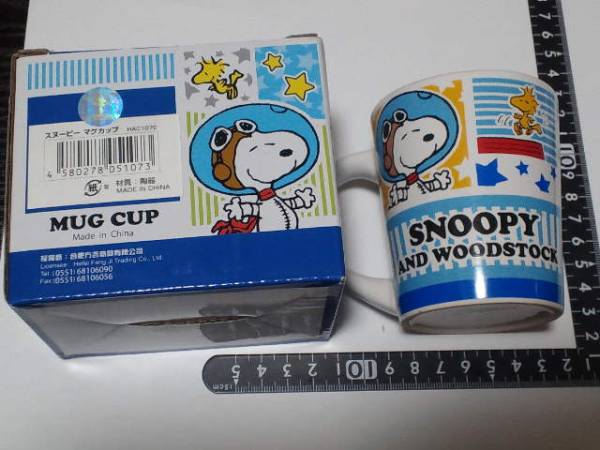 スヌーピー マグカップ HAC1070
4 580278 051073
紙
材質：陶器
MADE IN CHINA
MUG CUP
Made in China
Licensee: Hefei Fang Ji Trading Co., Ltd
Tel:(0551) 68106090
Fax:(0551) 68106056
SNOOPY
AND WOODSTOCK